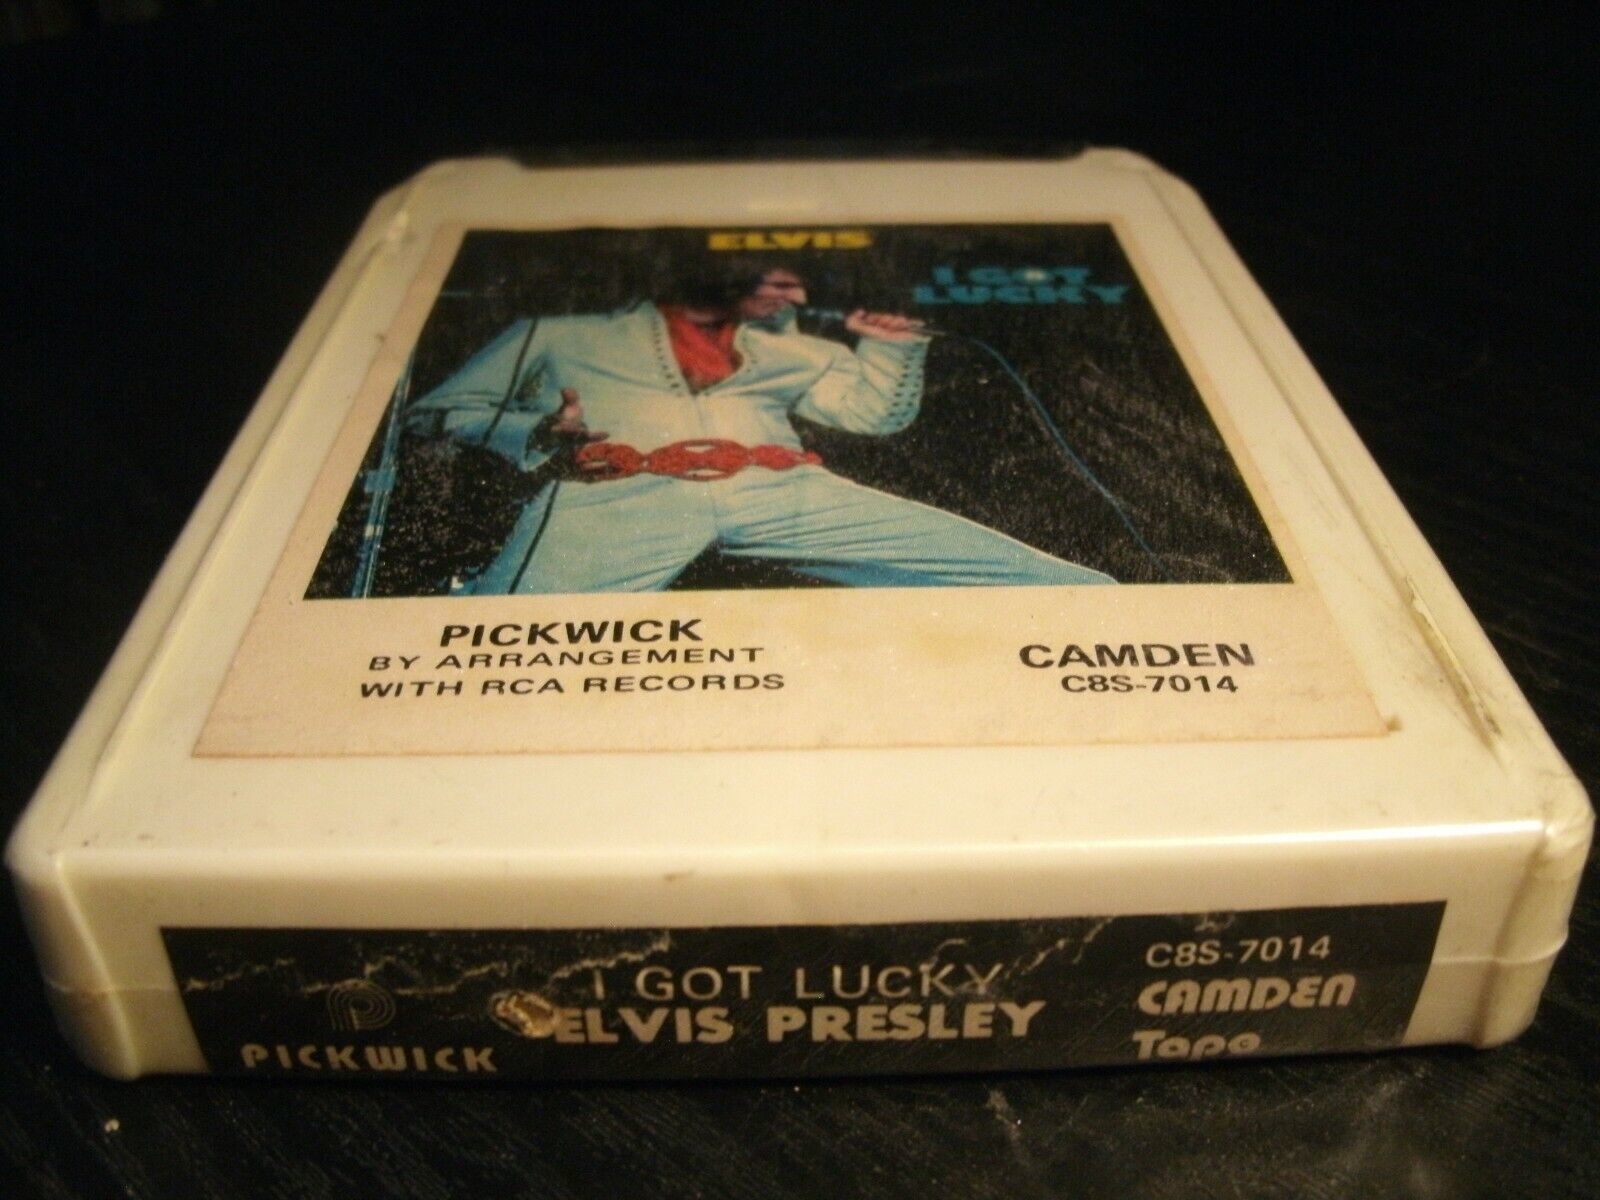 ELVIS
I GOT
LUCKY
PICKWICK
BY ARRANGEMENT
WITH RCA RECORDS
CAMDEN
C8S-7014
PICKWICK
I GOT LUCKY
ELVIS PRESLEY
C8S-7014
CAMDEN
Tape